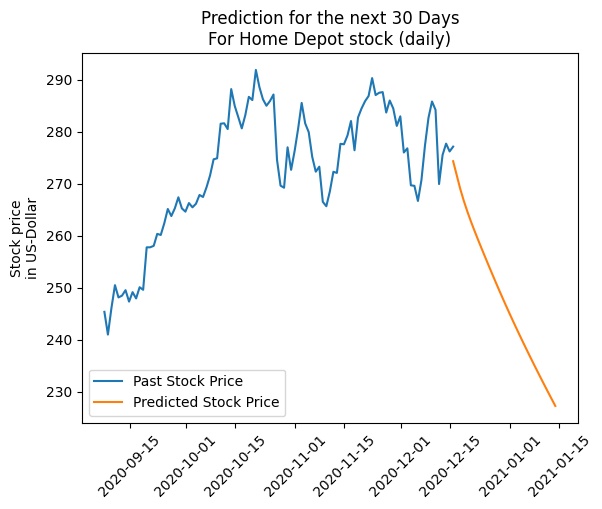 Prediction for the next 30 Days
For Home Depot stock (daily)
Stock price
in US-Dollar
290
280
270
260
250
240
230
Past Stock Price
Predicted Stock Price
2020-09-15
2020-10-01
2020-10-15
2020-11-01
2020-11-15
2020-12-01
2020-12-15
2021-01-01
2021-01-15